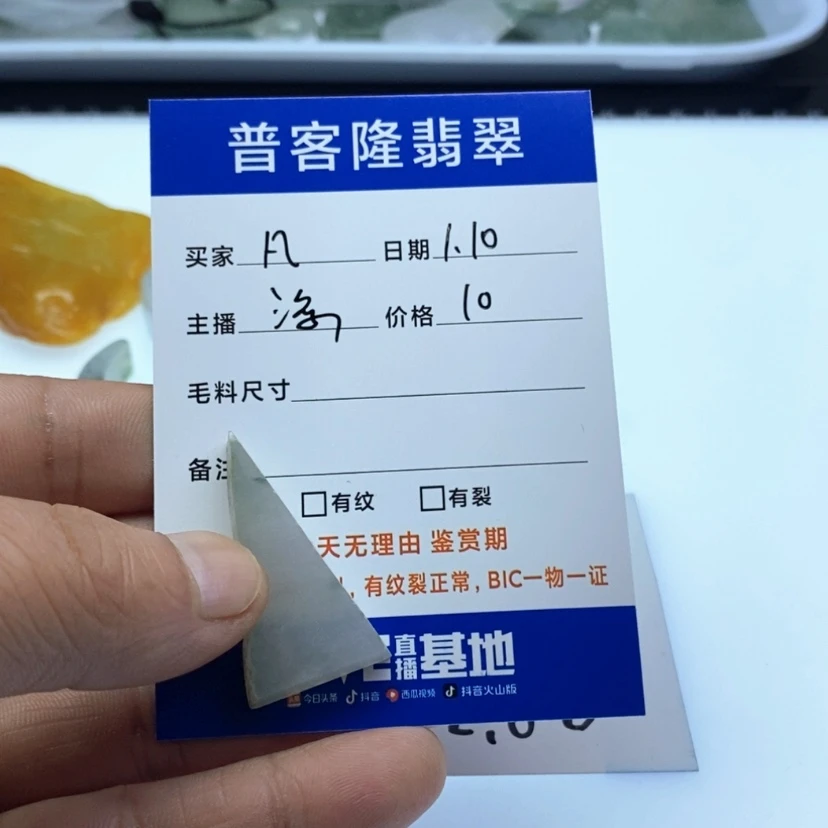 普客隆翡翠
买家 凡 日期 1.10
主播 价格 10
毛料尺寸
备注
□有纹 □有裂
天无理由 鉴赏期
,有纹裂正常,BIC一物一证
直播基地
今日头条 抖音 西瓜视频 抖音火山版